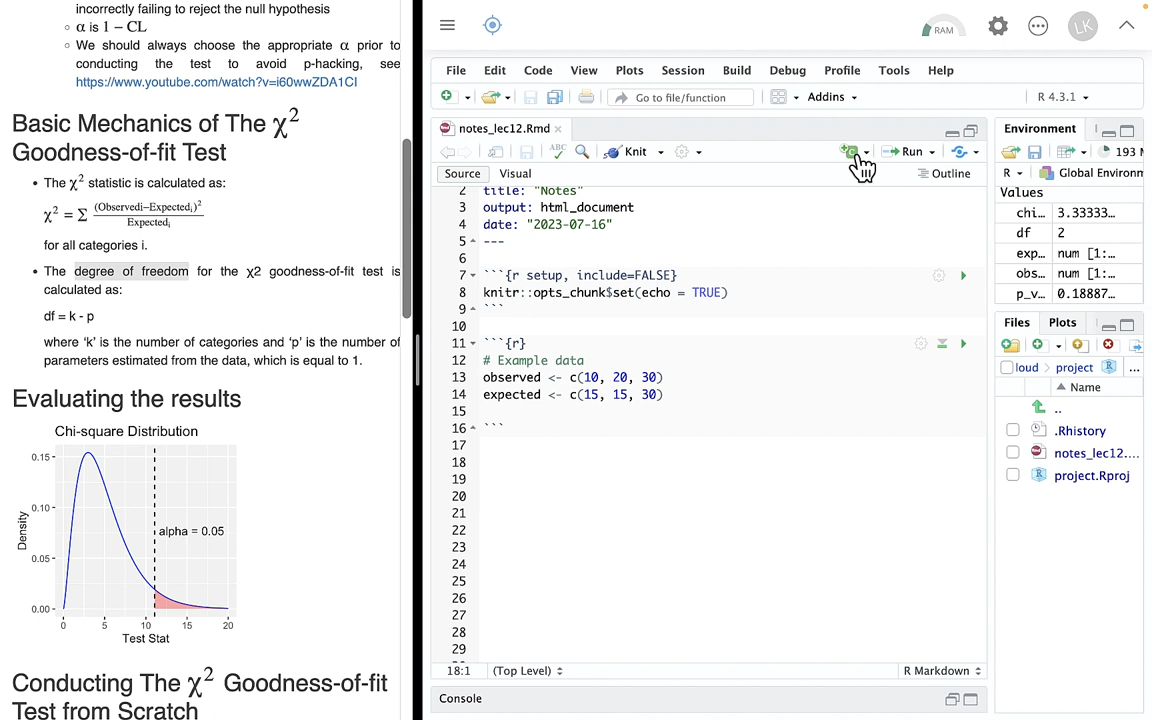 incorrectly failing to reject the null hypothesis
α is 1 − CL
We should always choose the appropriate α prior to
conducting the test to avoid p-hacking, see
https://www.youtube.com/watch?v=i60wwZDA1CI
Basic Mechanics of The χ²
Goodness-of-fit Test
The χ² statistic is calculated as:
χ² = Σ (Observedi−Expectedᵢ)² / Expectedᵢ
for all categories i.
The degree of freedom for the χ2 goodness-of-fit test is
calculated as:
df = k - p
where ‘k’ is the number of categories and ‘p’ is the number of
parameters estimated from the data, which is equal to 1.
Evaluating the results
Chi-square Distribution
0.15
0.10
0.05
0.00
Density
alpha = 0.05
0 5 10 15 20
Test Stat
Conducting The χ² Goodness-of-fit
Test from Scratch
RAM
LK
File Edit Code View Plots Session Build Debug Profile Tools Help
Go to file/function
Addins
R 4.3.1
notes_lec12.Rmd
ABC
Knit
Run
Source Visual
Outline
2 title: "Notes"
3 output: html_document
4 date: "2023-07-16"
5 ---
6
7 ```{r setup, include=FALSE}
8 knitr::opts_chunk$set(echo = TRUE)
9 ```
10
11 ```{r}
12 # Example data
13 observed <- c(10, 20, 30)
14 expected <- c(15, 15, 30)
15
16 ```
17
18
19
20
21
22
23
24
25
26
27
28
29
18:1 (Top Level)
R Markdown
Console
Environment
193 M
R Global Environm
Values
chi… 3.33333…
df 2
exp… num [1:…
obs… num [1:…
p_v… 0.18887…
Files Plots
loud project R ...
Name
..
.Rhistory
notes_lec12....
project.Rproj